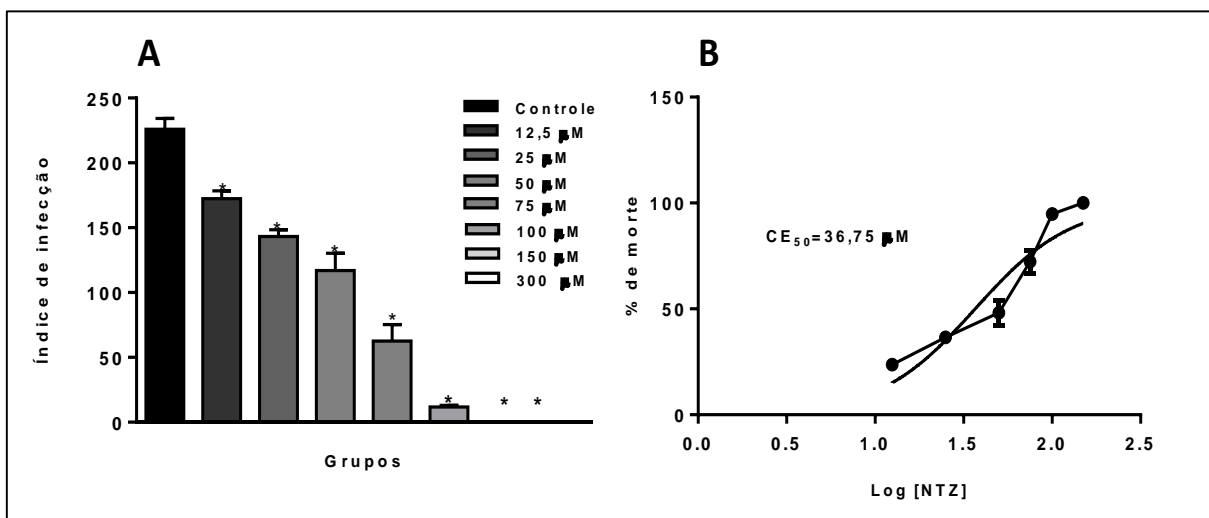 A
250
200
150
100
50
0
Índice de infecção
* * * * * * *
Grupos
Controle
12,5 µM
25 µM
50 µM
75 µM
100 µM
150 µM
300 µM
B
150
100
50
0
% de morte
CE50=36,75 µM
0.0 0.5 1.0 1.5 2.0 2.5
Log [NTZ]